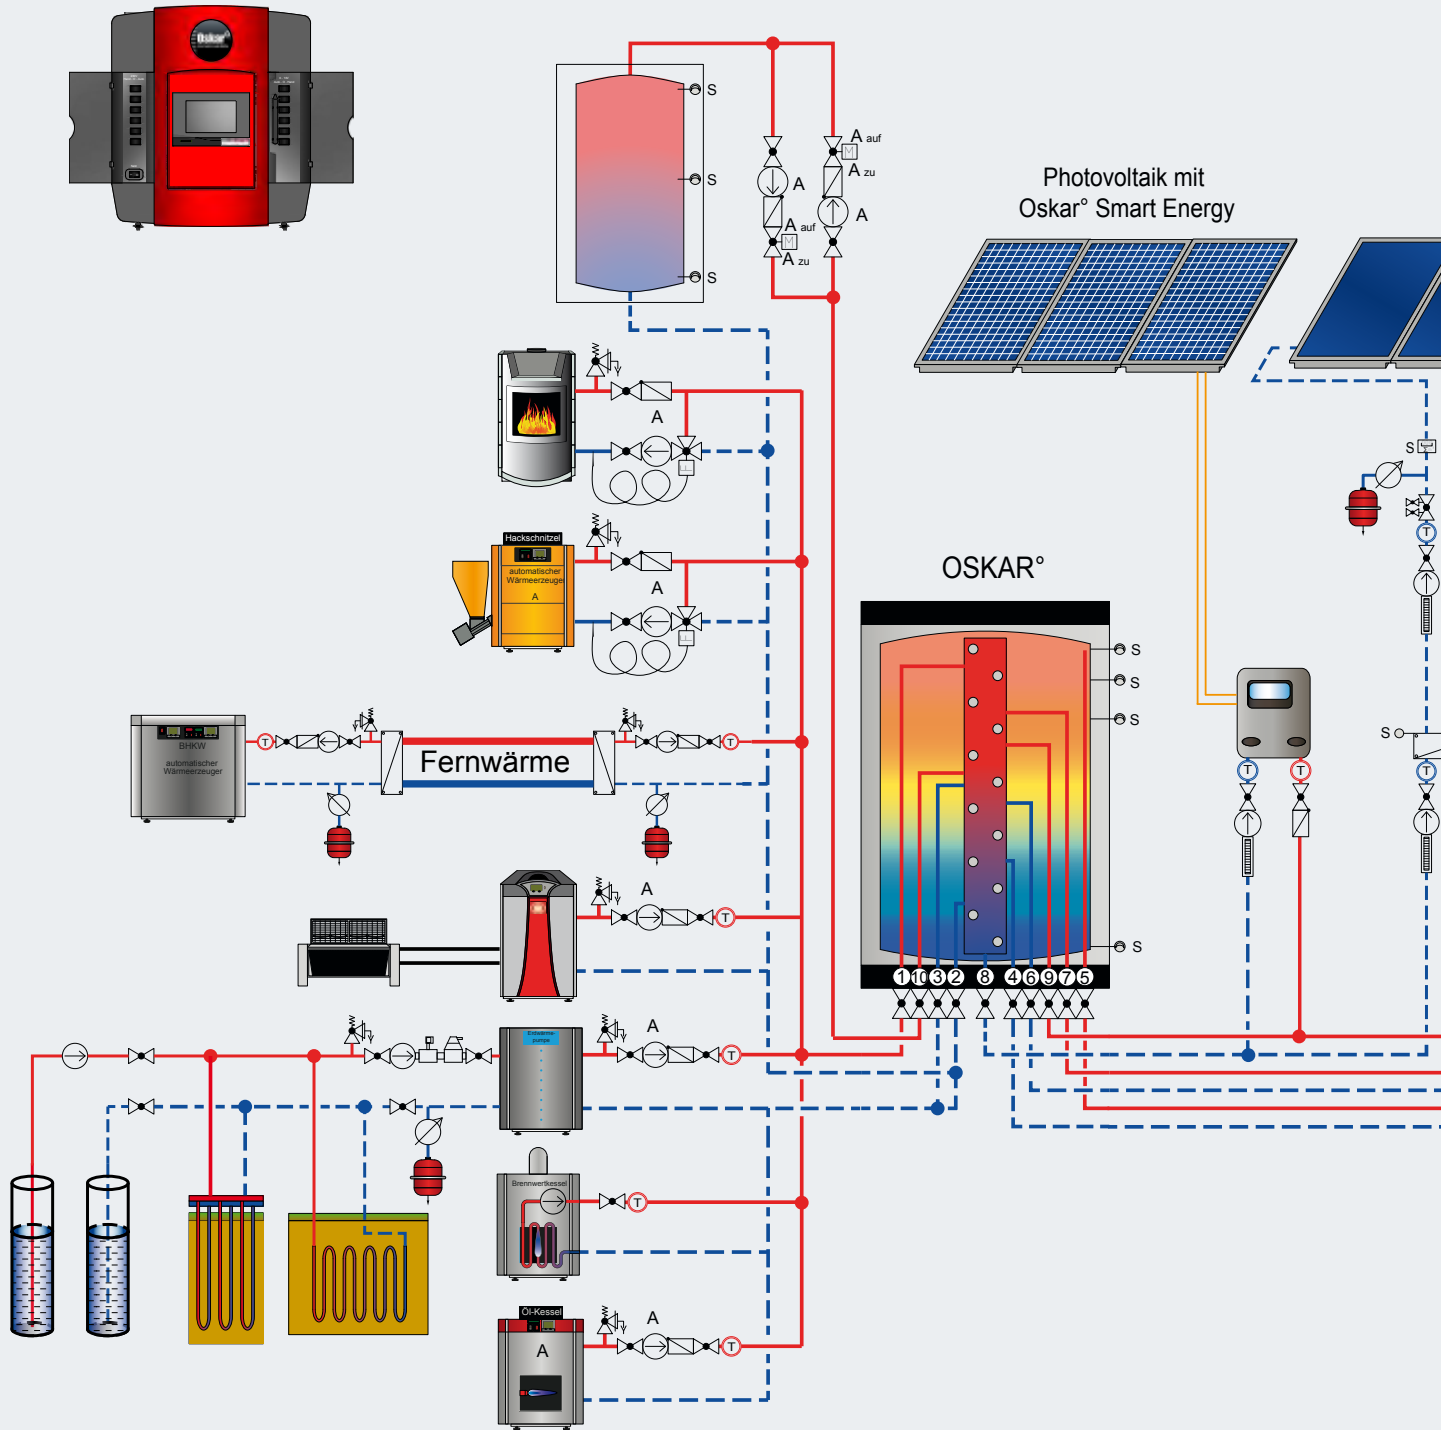 Oskar°
S
S
S
A auf
A zu
A
A
A auf
A zu
Photovoltaik mit
Oskar° Smart Energy
A
S
Hackschnitzel
automatischer
Wärmeerzeuger
A
A
T
OSKAR°
S
S
S
BHKW
automatischer
Wärmeerzeuger
T
Fernwärme
T
S
T
T
T
A
T
S
1 10 3 2 8 4 6 9 7 5
Erdwärme-
pumpe
A
T
Brennwertkessel
T
Öl-Kessel
A
A
T